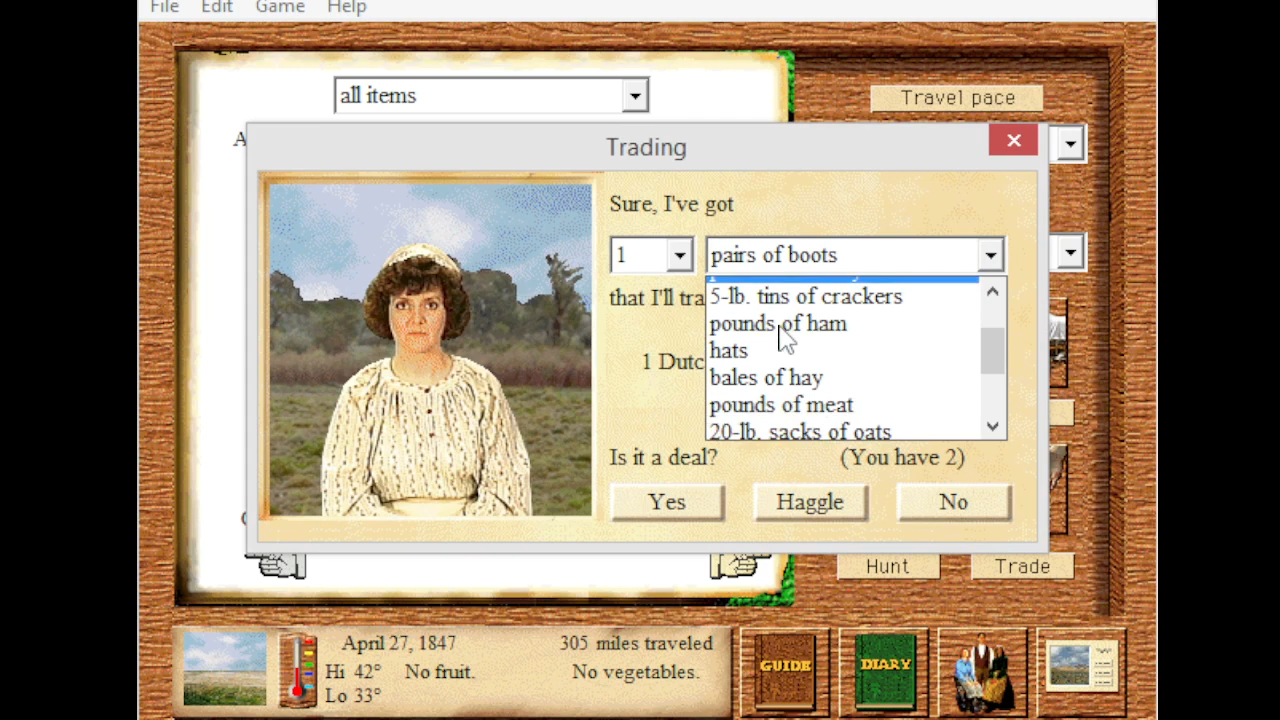 File Edit Game Help
all items
Travel pace
A
Trading
Sure, I've got
1 pairs of boots
5-lb. tins of crackers
that I'll tra
pounds of ham
hats
1 Dutc
bales of hay
pounds of meat
20-lb. sacks of oats
Is it a deal? (You have 2)
Yes Haggle No
Hunt Trade
April 27, 1847 305 miles traveled
Hi 42° No fruit. No vegetables.
Lo 33°
GUIDE DIARY